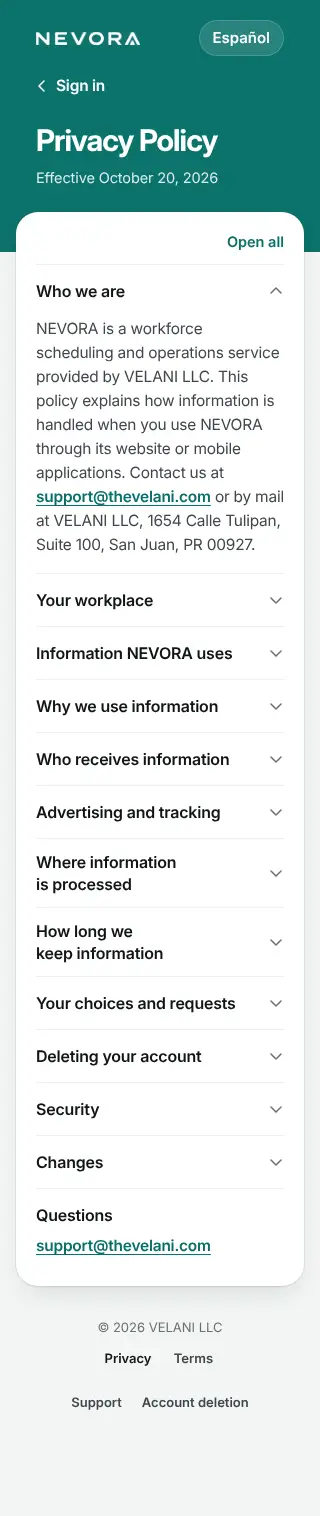 NEVORA
Español
Sign in
Privacy Policy
Effective October 20, 2026
Open all
Who we are
NEVORA is a workforce
scheduling and operations service
provided by VELANI LLC. This
policy explains how information is
handled when you use NEVORA
through its website or mobile
applications. Contact us at
support@thevelani.com or by mail
at VELANI LLC, 1654 Calle Tulipan,
Suite 100, San Juan, PR 00927.
Your workplace
Information NEVORA uses
Why we use information
Who receives information
Advertising and tracking
Where information
is processed
How long we
keep information
Your choices and requests
Deleting your account
Security
Changes
Questions
support@thevelani.com
© 2026 VELANI LLC
Privacy Terms
Support Account deletion